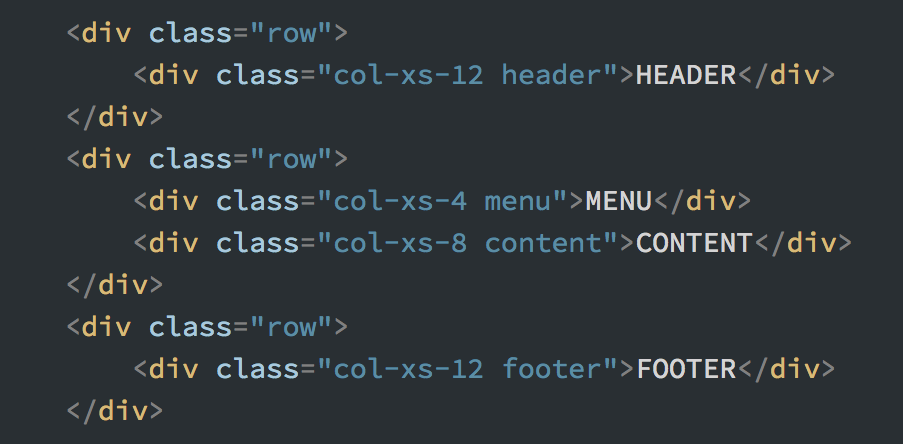 <div class="row">
    <div class="col-xs-12 header">HEADER</div>
</div>
<div class="row">
    <div class="col-xs-4 menu">MENU</div>
    <div class="col-xs-8 content">CONTENT</div>
</div>
<div class="row">
    <div class="col-xs-12 footer">FOOTER</div>
</div>